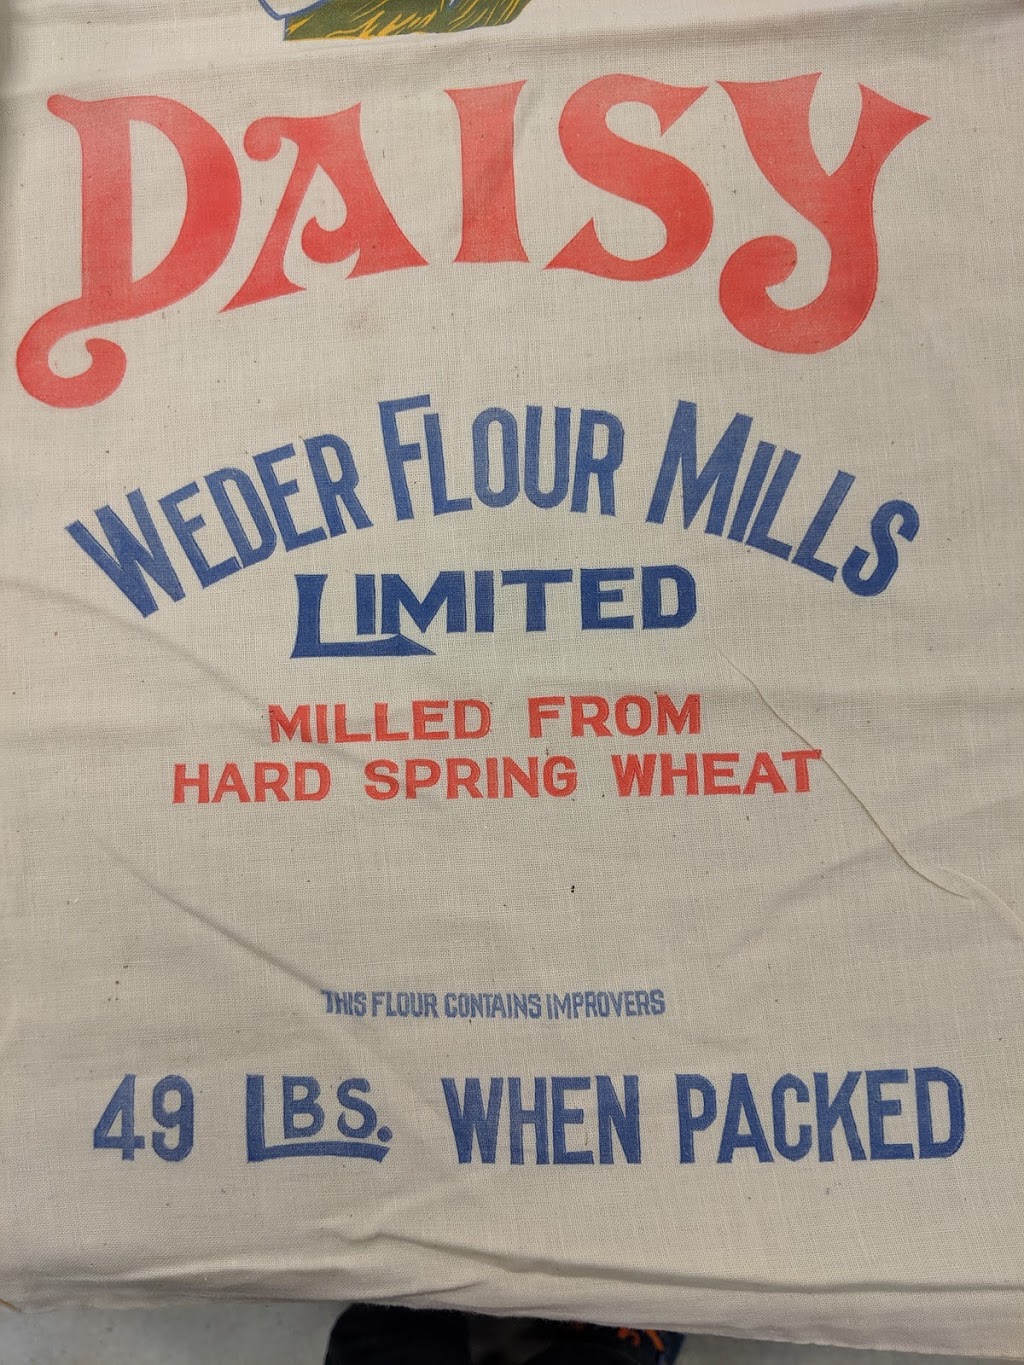 DAISY
WEDER FLOUR MILLS
LIMITED
MILLED FROM
HARD SPRING WHEAT
THIS FLOUR CONTAINS IMPROVERS
49 LBS. WHEN PACKED